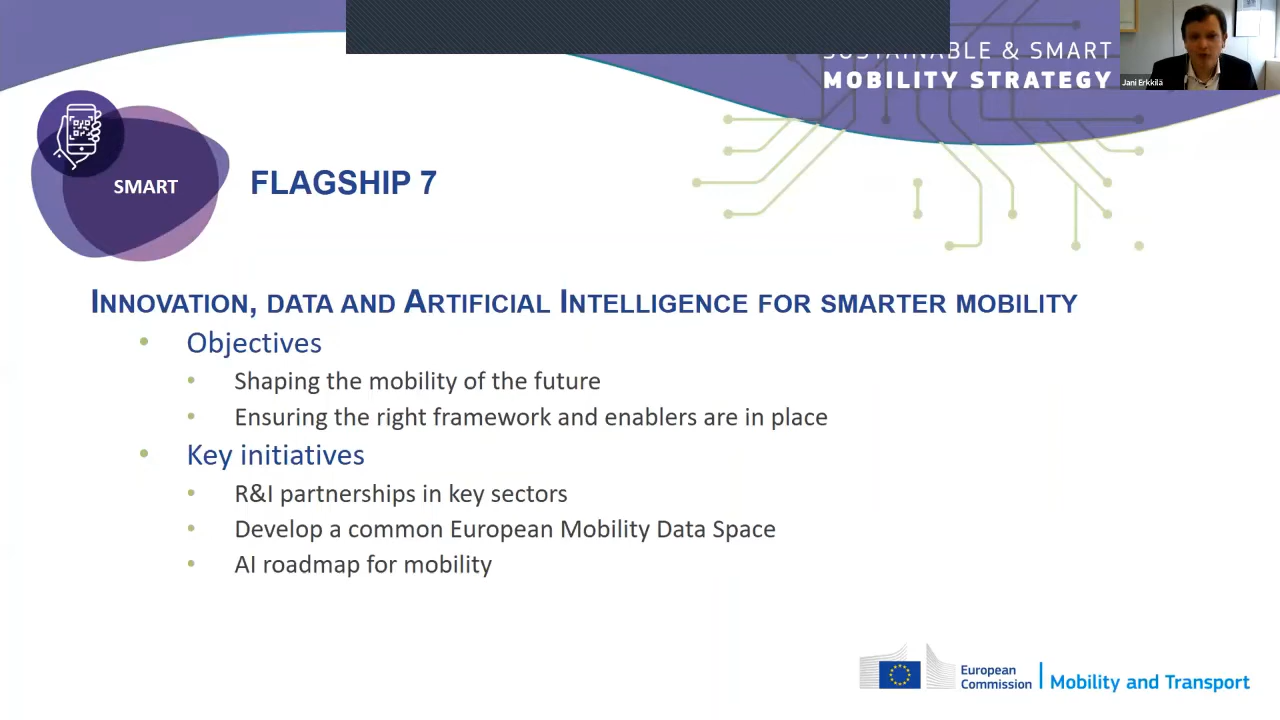 SUSTAINABLE & SMART
MOBILITY STRATEGY
Jani Erkkilä
SMART
FLAGSHIP 7
INNOVATION, DATA AND ARTIFICIAL INTELLIGENCE FOR SMARTER MOBILITY
• Objectives
• Shaping the mobility of the future
• Ensuring the right framework and enablers are in place
• Key initiatives
• R&I partnerships in key sectors
• Develop a common European Mobility Data Space
• AI roadmap for mobility
European
Commission
Mobility and Transport